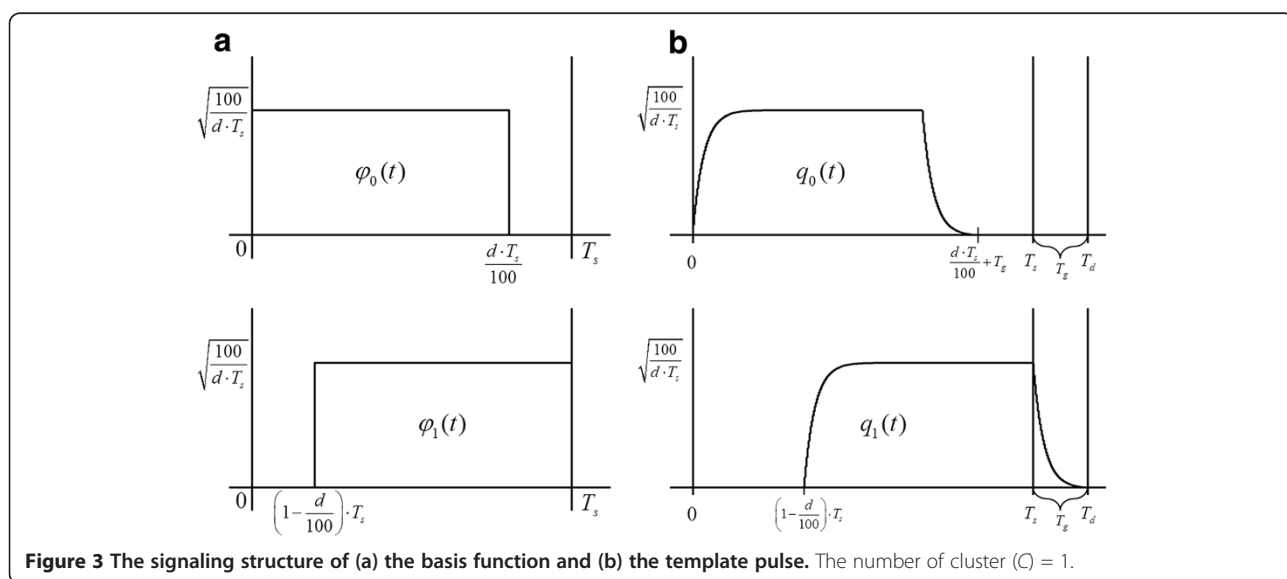 a
b
√(100/(d·T_s))
φ_0(t)
0
d·T_s/100
T_s
√(100/(d·T_s))
q_0(t)
0
d·T_s/100 + T_g
T_s
T_g
T_d
√(100/(d·T_s))
φ_1(t)
0
(1-d/100)·T_s
T_s
√(100/(d·T_s))
q_1(t)
0
(1-d/100)·T_s
T_s
T_g
T_d
Figure 3 The signaling structure of (a) the basis function and (b) the template pulse. The number of cluster (C) = 1.